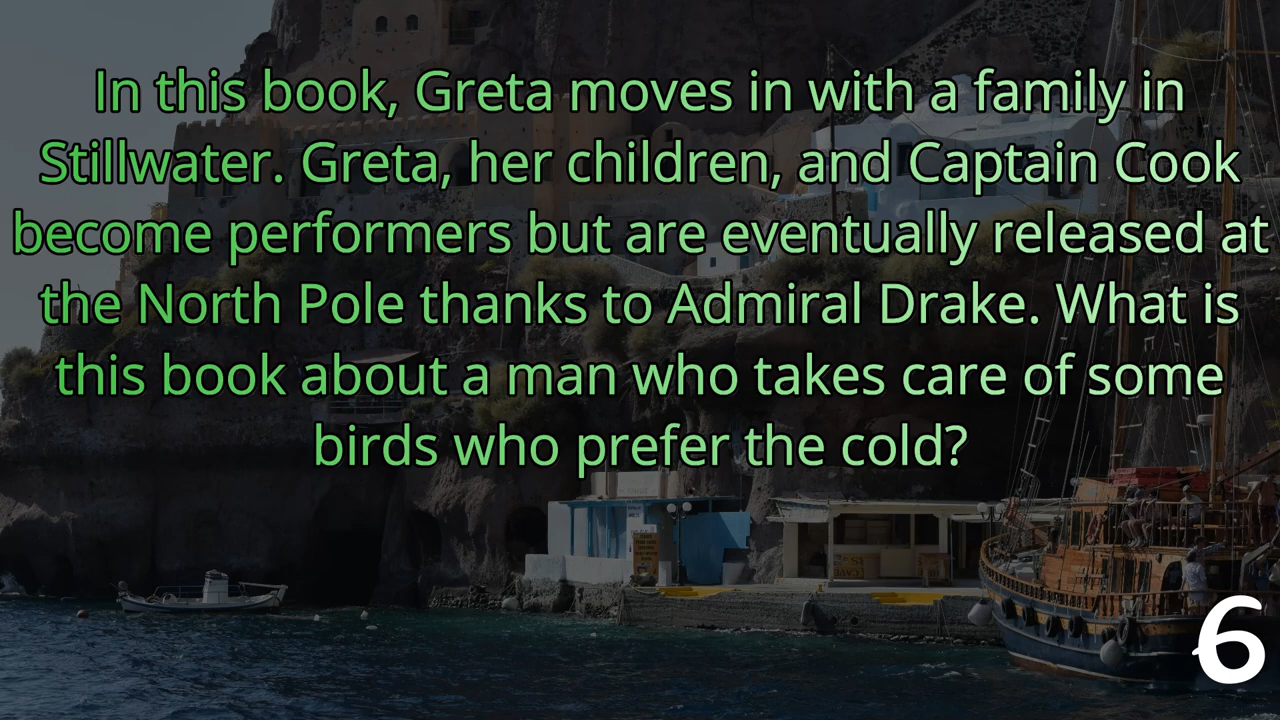 In this book, Greta moves in with a family in
Stillwater. Greta, her children, and Captain Cook
become performers but are eventually released at
the North Pole thanks to Admiral Drake. What is
this book about a man who takes care of some
birds who prefer the cold?
6